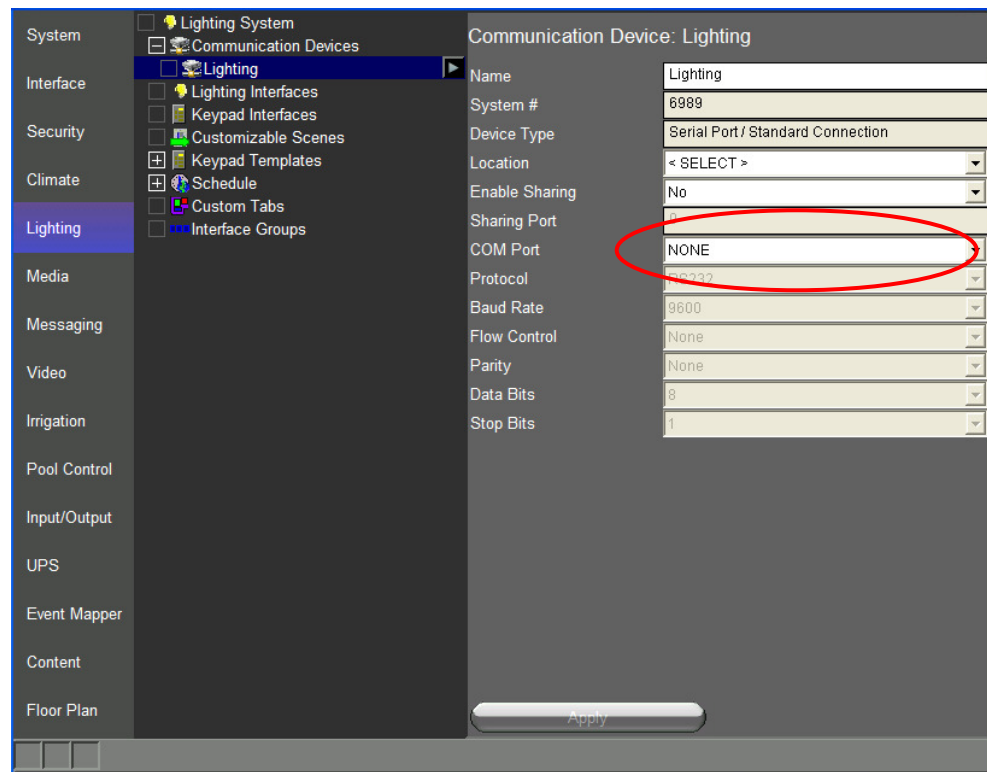 System
Interface
Security
Climate
Lighting
Media
Messaging
Video
Irrigation
Pool Control
Input/Output
UPS
Event Mapper
Content
Floor Plan
Lighting System
Communication Devices
Lighting
Lighting Interfaces
Keypad Interfaces
Customizable Scenes
Keypad Templates
Schedule
Custom Tabs
Interface Groups
Communication Device: Lighting
Name Lighting
System # 6989
Device Type Serial Port / Standard Connection
Location < SELECT >
Enable Sharing No
Sharing Port
COM Port NONE
Protocol RS232
Baud Rate 9600
Flow Control None
Parity None
Data Bits 8
Stop Bits 1
Apply